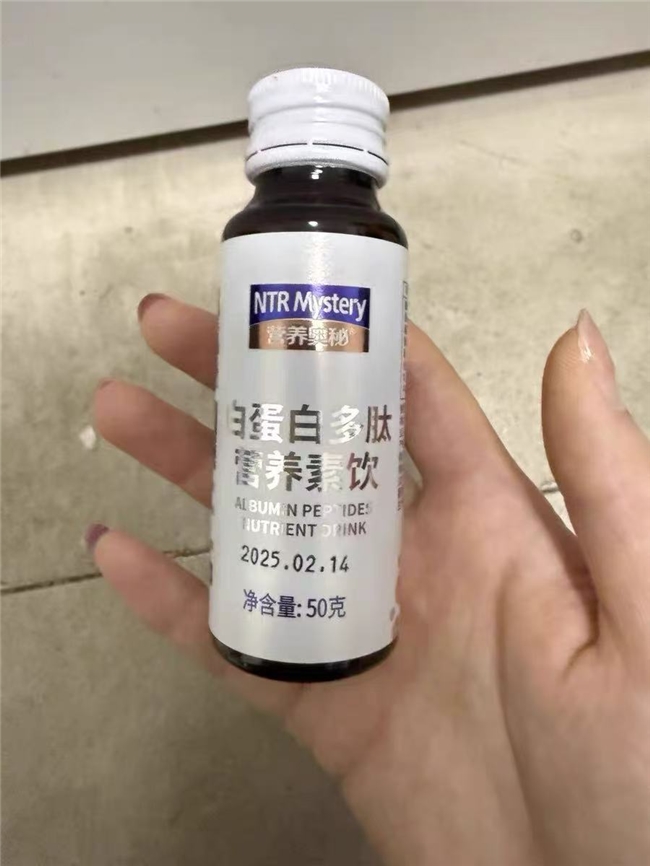 NTR Mystery
营养奥秘®
白蛋白多肽
营养素饮
ALBUMIN PEPTIDES
NUTRIENT DRINK
2025.02.14
净含量:50克